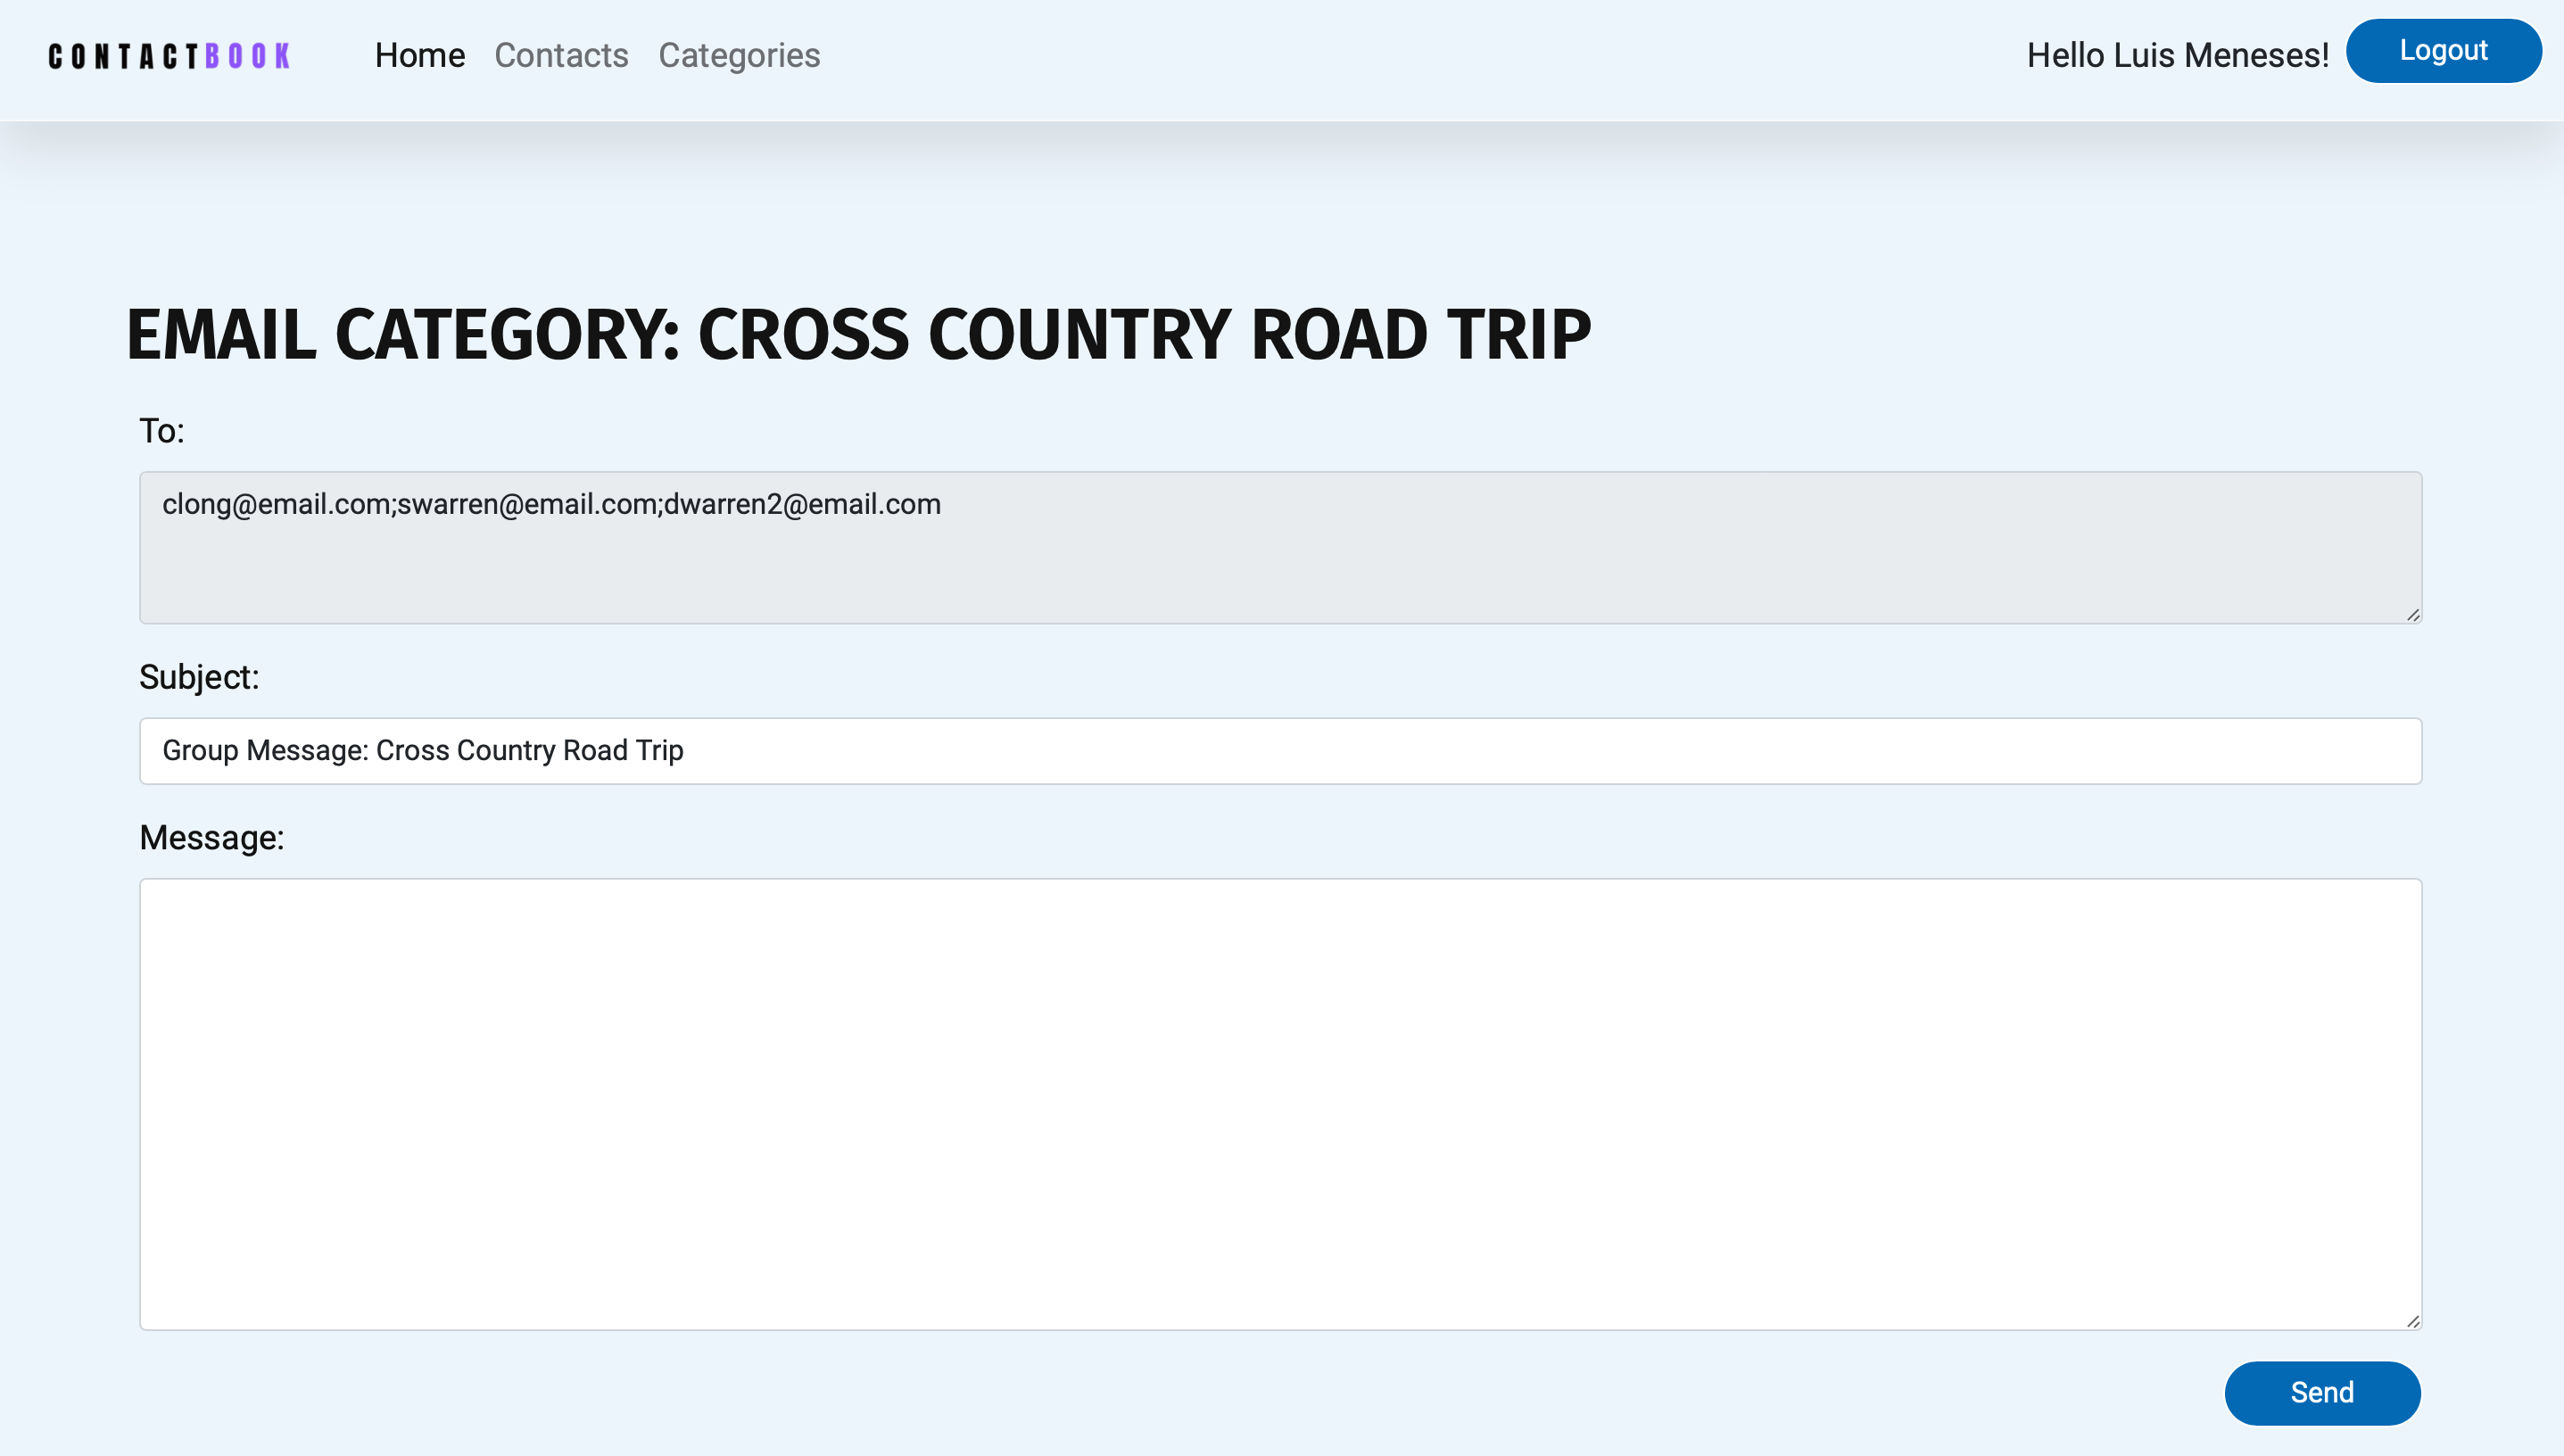 CONTACTBOOK Home Contacts Categories Hello Luis Meneses! Logout
EMAIL CATEGORY: CROSS COUNTRY ROAD TRIP
To:
clong@email.com;swarren@email.com;dwarren2@email.com
Subject:
Group Message: Cross Country Road Trip
Message:
Send